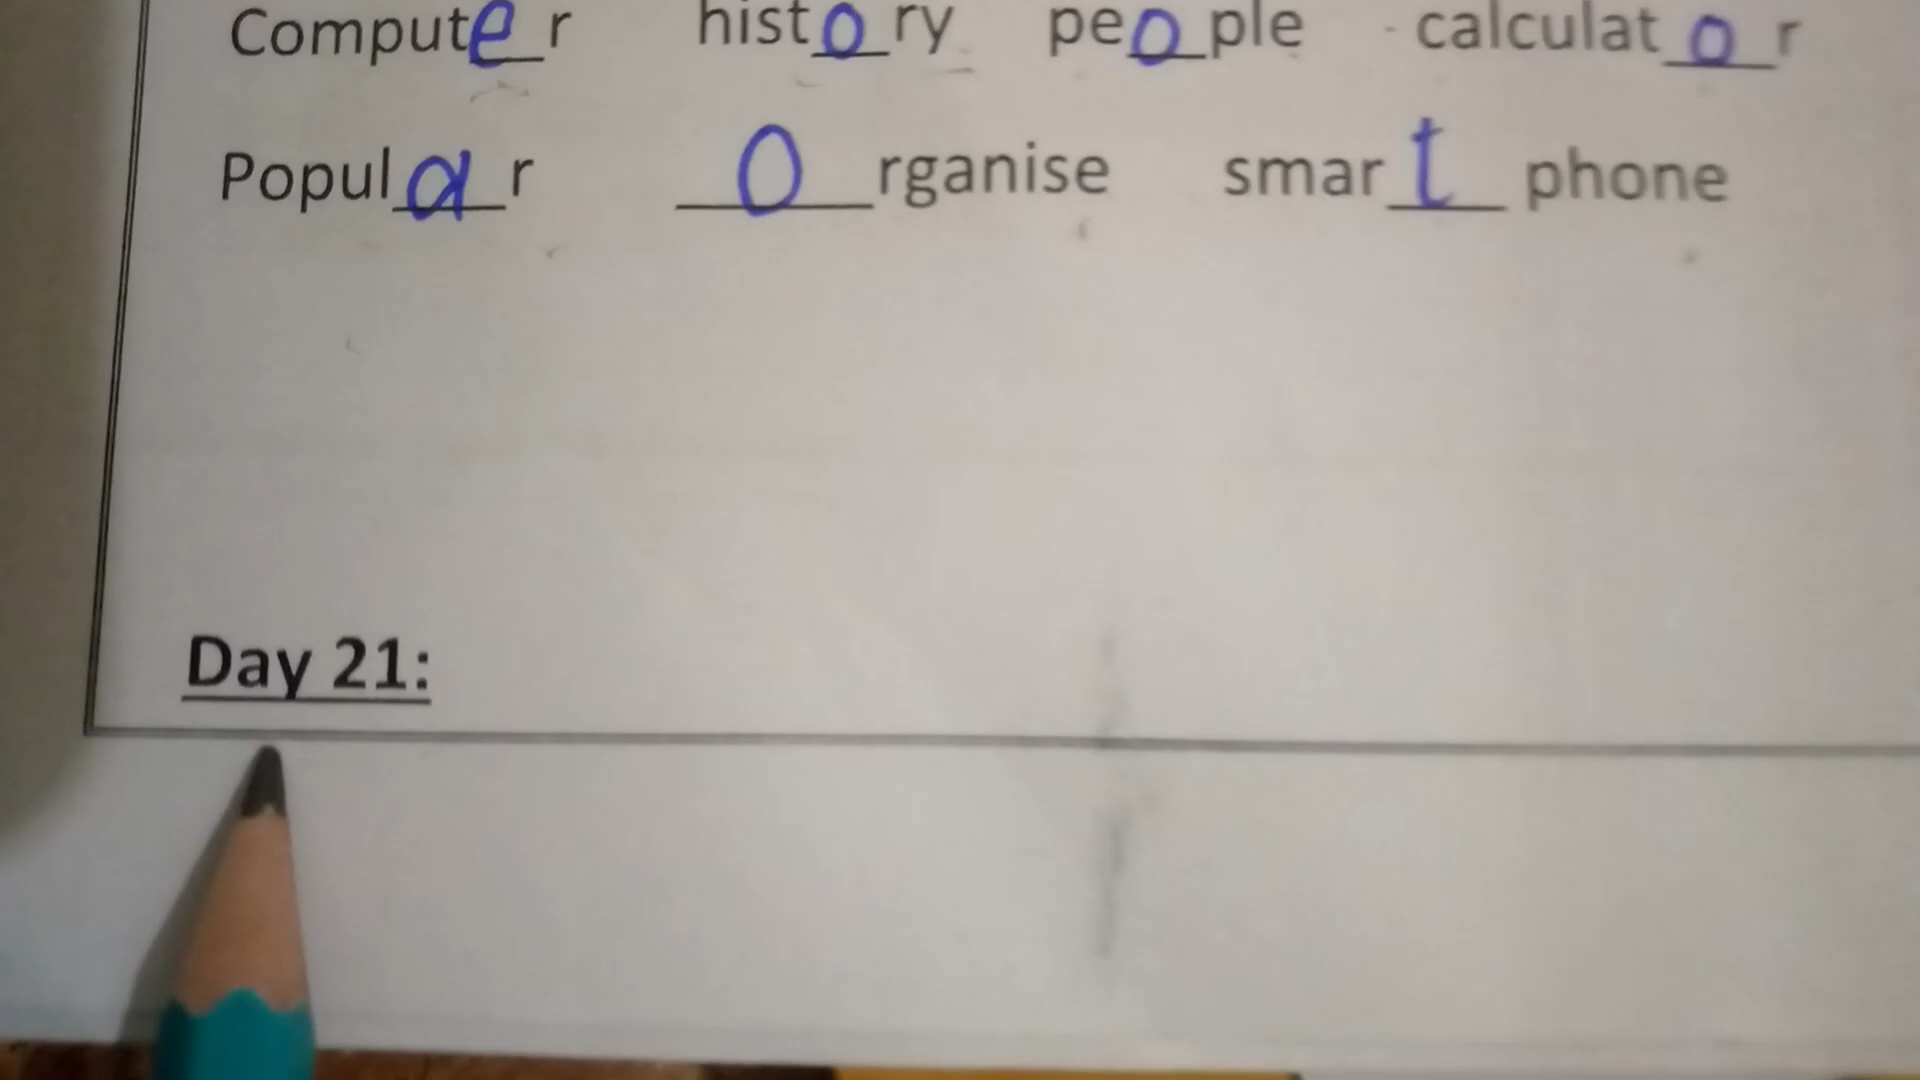 Computer history people calculator
Popular Organise smart phone
Day 21: